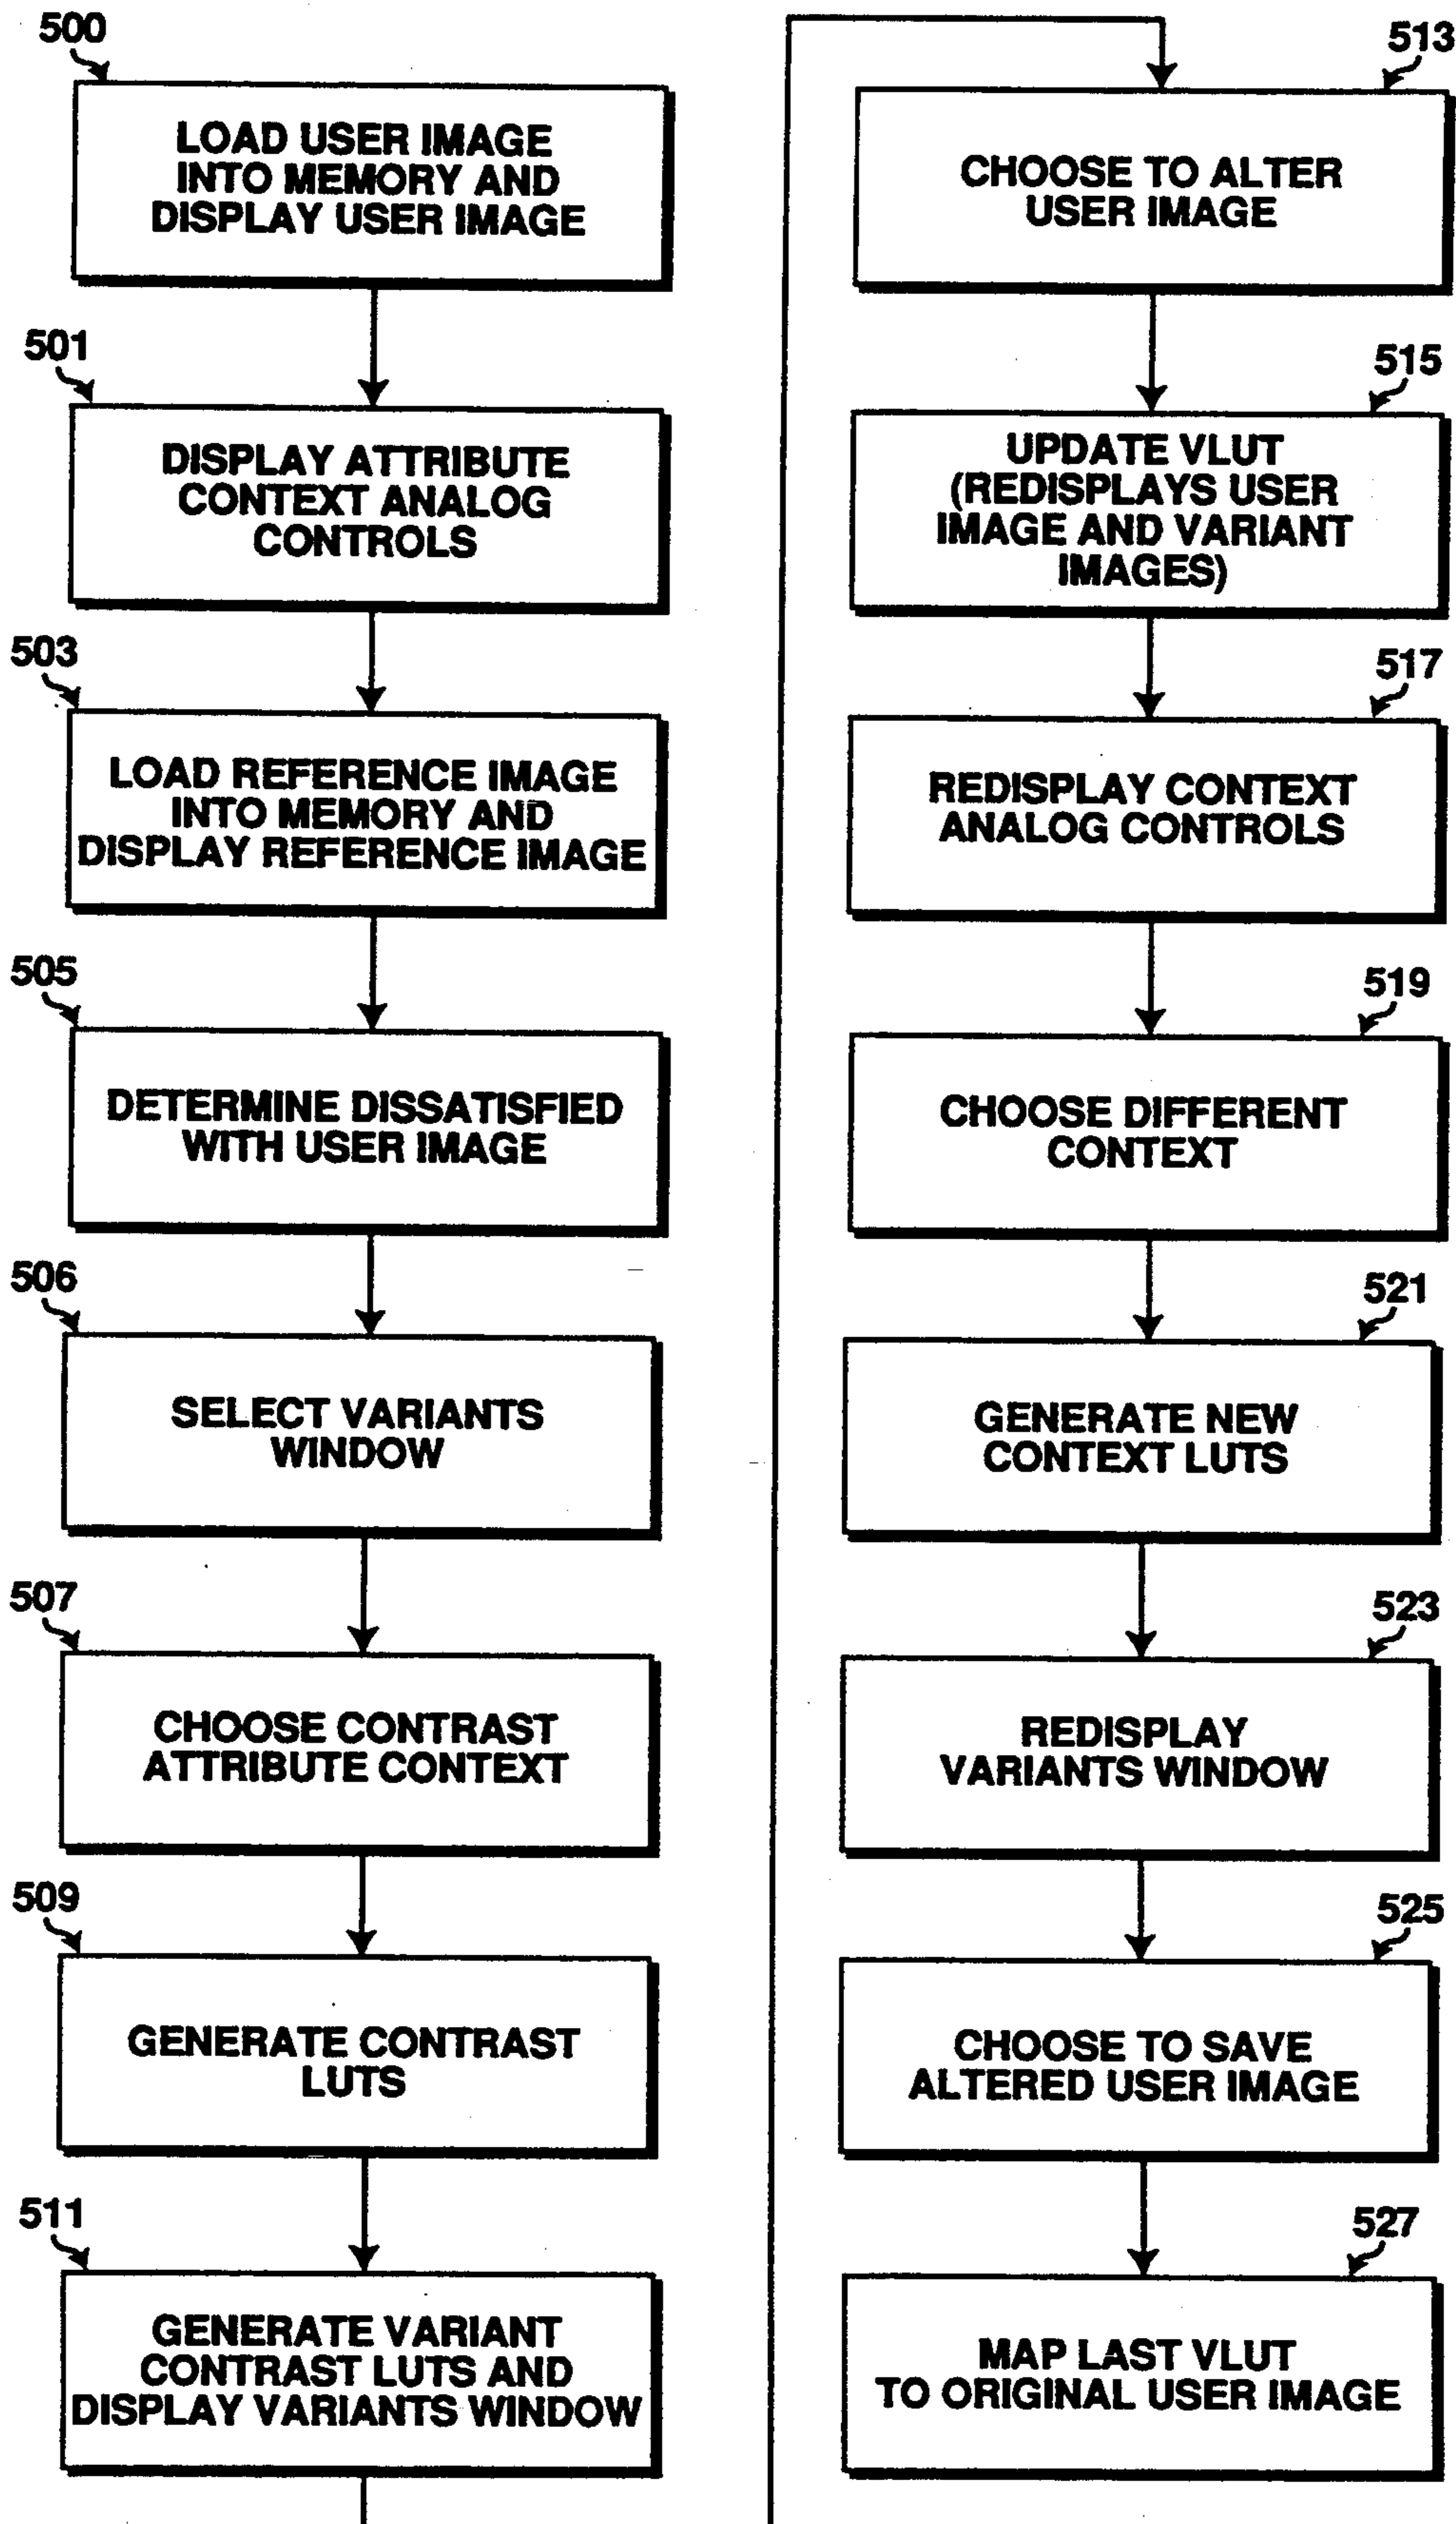 500
LOAD USER IMAGE
INTO MEMORY AND
DISPLAY USER IMAGE
501
DISPLAY ATTRIBUTE
CONTEXT ANALOG
CONTROLS
503
LOAD REFERENCE IMAGE
INTO MEMORY AND
DISPLAY REFERENCE IMAGE
505
DETERMINE DISSATISFIED
WITH USER IMAGE
506
SELECT VARIANTS
WINDOW
507
CHOOSE CONTRAST
ATTRIBUTE CONTEXT
509
GENERATE CONTRAST
LUTS
511
GENERATE VARIANT
CONTRAST LUTS AND
DISPLAY VARIANTS WINDOW
513
CHOOSE TO ALTER
USER IMAGE
515
UPDATE VLUT
(REDISPLAYS USER
IMAGE AND VARIANT
IMAGES)
517
REDISPLAY CONTEXT
ANALOG CONTROLS
519
CHOOSE DIFFERENT
CONTEXT
521
GENERATE NEW
CONTEXT LUTS
523
REDISPLAY
VARIANTS WINDOW
525
CHOOSE TO SAVE
ALTERED USER IMAGE
527
MAP LAST VLUT
TO ORIGINAL USER IMAGE